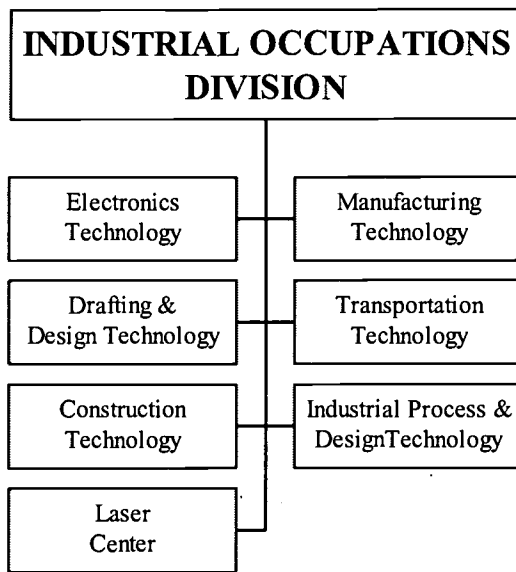 INDUSTRIAL OCCUPATIONS
DIVISION
Electronics
Technology
Manufacturing
Technology
Drafting &
Design Technology
Transportation
Technology
Construction
Technology
Industrial Process &
DesignTechnology
Laser
Center